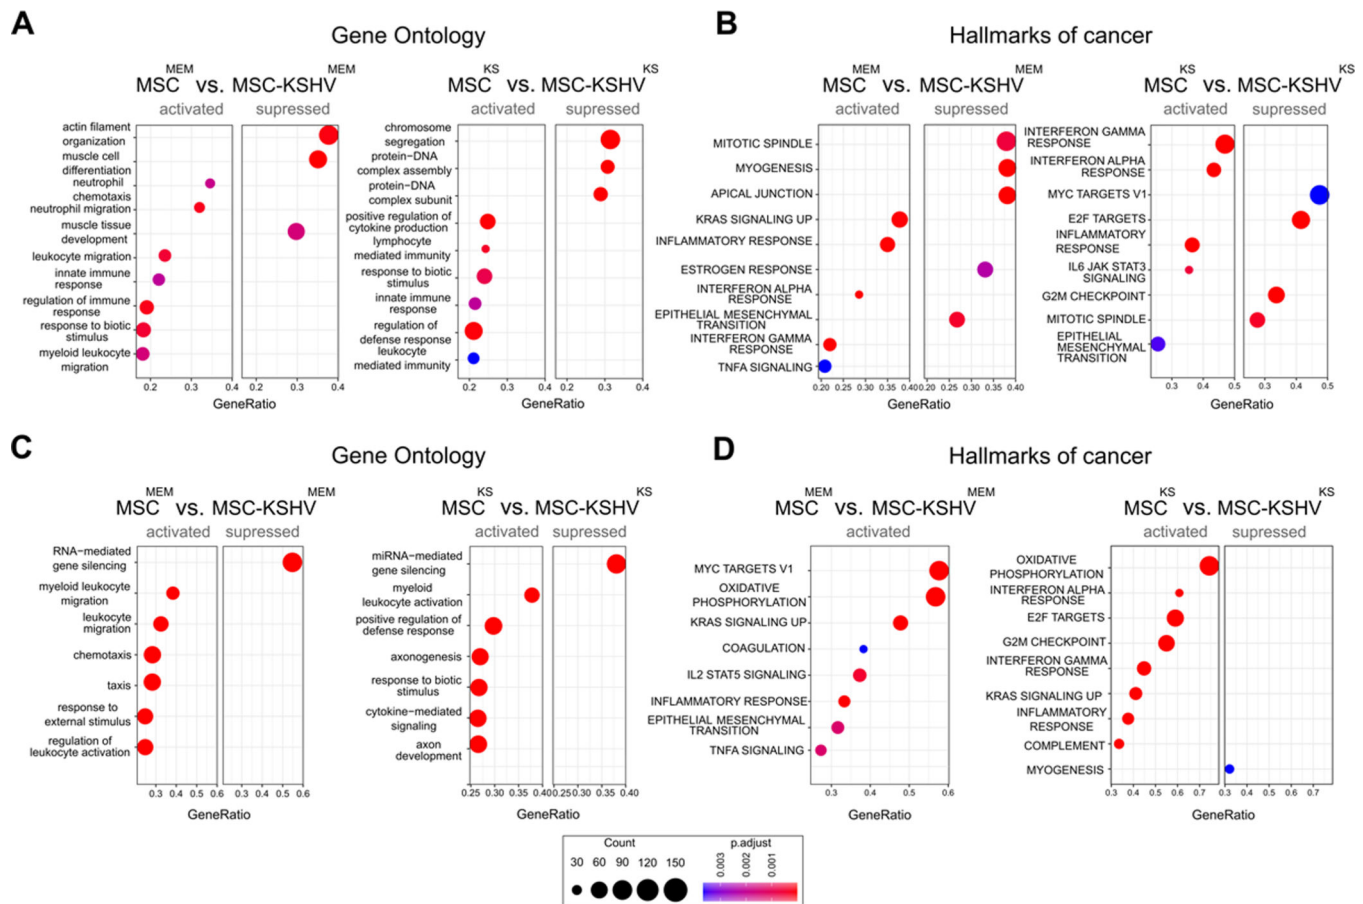 A
Gene Ontology
MSC MEM vs. MSC-KSHV MEM
activated
supressed
actin filament
organization
muscle cell
differentiation
neutrophil
chemotaxis
neutrophil migration
muscle tissue
development
leukocyte migration
innate immune
response
regulation of immune
response
response to biotic
stimulus
myeloid leukocyte
migration
0.2 0.3 0.4 0.2 0.3 0.4
GeneRatio
MSC KS vs. MSC-KSHV KS
activated
supressed
chromosome
segregation
protein-DNA
complex assembly
protein-DNA
complex subunit
positive regulation of
cytokine production
lymphocyte
mediated immunity
response to biotic
stimulus
innate immune
response
regulation of
defense response
leukocyte
mediated immunity
0.2 0.3 0.4 0.2 0.3 0.4
GeneRatio
B
Hallmarks of cancer
MSC MEM vs. MSC-KSHV MEM
activated
supressed
MITOTIC SPINDLE
MYOGENESIS
APICAL JUNCTION
KRAS SIGNALING UP
INFLAMMATORY RESPONSE
ESTROGEN RESPONSE
INTERFERON ALPHA
RESPONSE
EPITHELIAL MESENCHYMAL
TRANSITION
INTERFERON GAMMA
RESPONSE
TNFA SIGNALING
0.20 0.25 0.30 0.35 0.40 0.20 0.25 0.30 0.35 0.40
GeneRatio
MSC KS vs. MSC-KSHV KS
activated
supressed
INTERFERON GAMMA
RESPONSE
INTERFERON ALPHA
RESPONSE
MYC TARGETS V1
E2F TARGETS
INFLAMMATORY
RESPONSE
IL6 JAK STAT3
SIGNALING
G2M CHECKPOINT
MITOTIC SPINDLE
EPITHELIAL
MESENCHYMAL
TRANSITION
0.3 0.4 0.5 0.3 0.4 0.5
GeneRatio
C
Gene Ontology
MSC MEM vs. MSC-KSHV MEM
activated
supressed
RNA-mediated
gene silencing
myeloid leukocyte
migration
leukocyte
migration
chemotaxis
taxis
response to
external stimulus
regulation of
leukocyte activation
0.3 0.4 0.5 0.6 0.3 0.4 0.5 0.6
GeneRatio
MSC KS vs. MSC-KSHV KS
activated
supressed
miRNA-mediated
gene silencing
myeloid
leukocyte activation
positive regulation of
defense response
axonogenesis
response to biotic
stimulus
cytokine-mediated
signaling
axon
development
0.25 0.30 0.35 0.40 0.25 0.30 0.35 0.40
GeneRatio
D
Hallmarks of cancer
MSC MEM vs. MSC-KSHV MEM
activated
MYC TARGETS V1
OXIDATIVE
PHOSPHORYLATION
KRAS SIGNALING UP
COAGULATION
IL2 STAT5 SIGNALING
INFLAMMATORY RESPONSE
EPITHELIAL MESENCHYMAL
TRANSITION
TNFA SIGNALING
0.3 0.4 0.5 0.6
GeneRatio
MSC KS vs. MSC-KSHV KS
activated
supressed
OXIDATIVE
PHOSPHORYLATION
INTERFERON ALPHA
RESPONSE
E2F TARGETS
G2M CHECKPOINT
INTERFERON GAMMA
RESPONSE
KRAS SIGNALING UP
INFLAMMATORY
RESPONSE
COMPLEMENT
MYOGENESIS
0.3 0.4 0.5 0.6 0.7 0.3 0.4 0.5 0.6 0.7
GeneRatio
Count
30 60 90 120 150
p.adjust
0.003 0.002 0.001